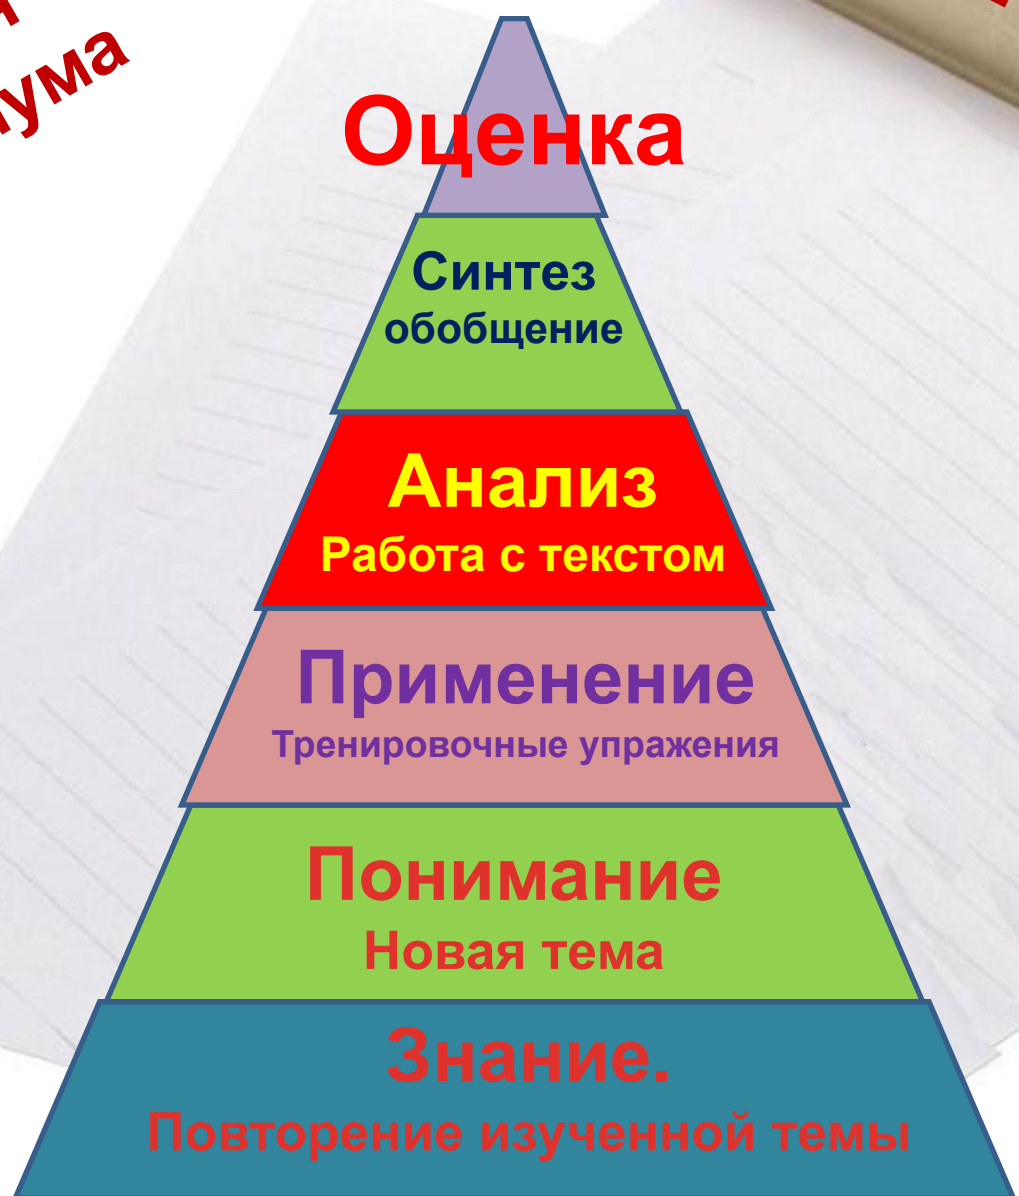 Оценка
Синтез
обобщение
Анализ
Работа с текстом
Применение
Тренировочные упражения
Понимание
Новая тема
Знание.
Повторение изученной темы